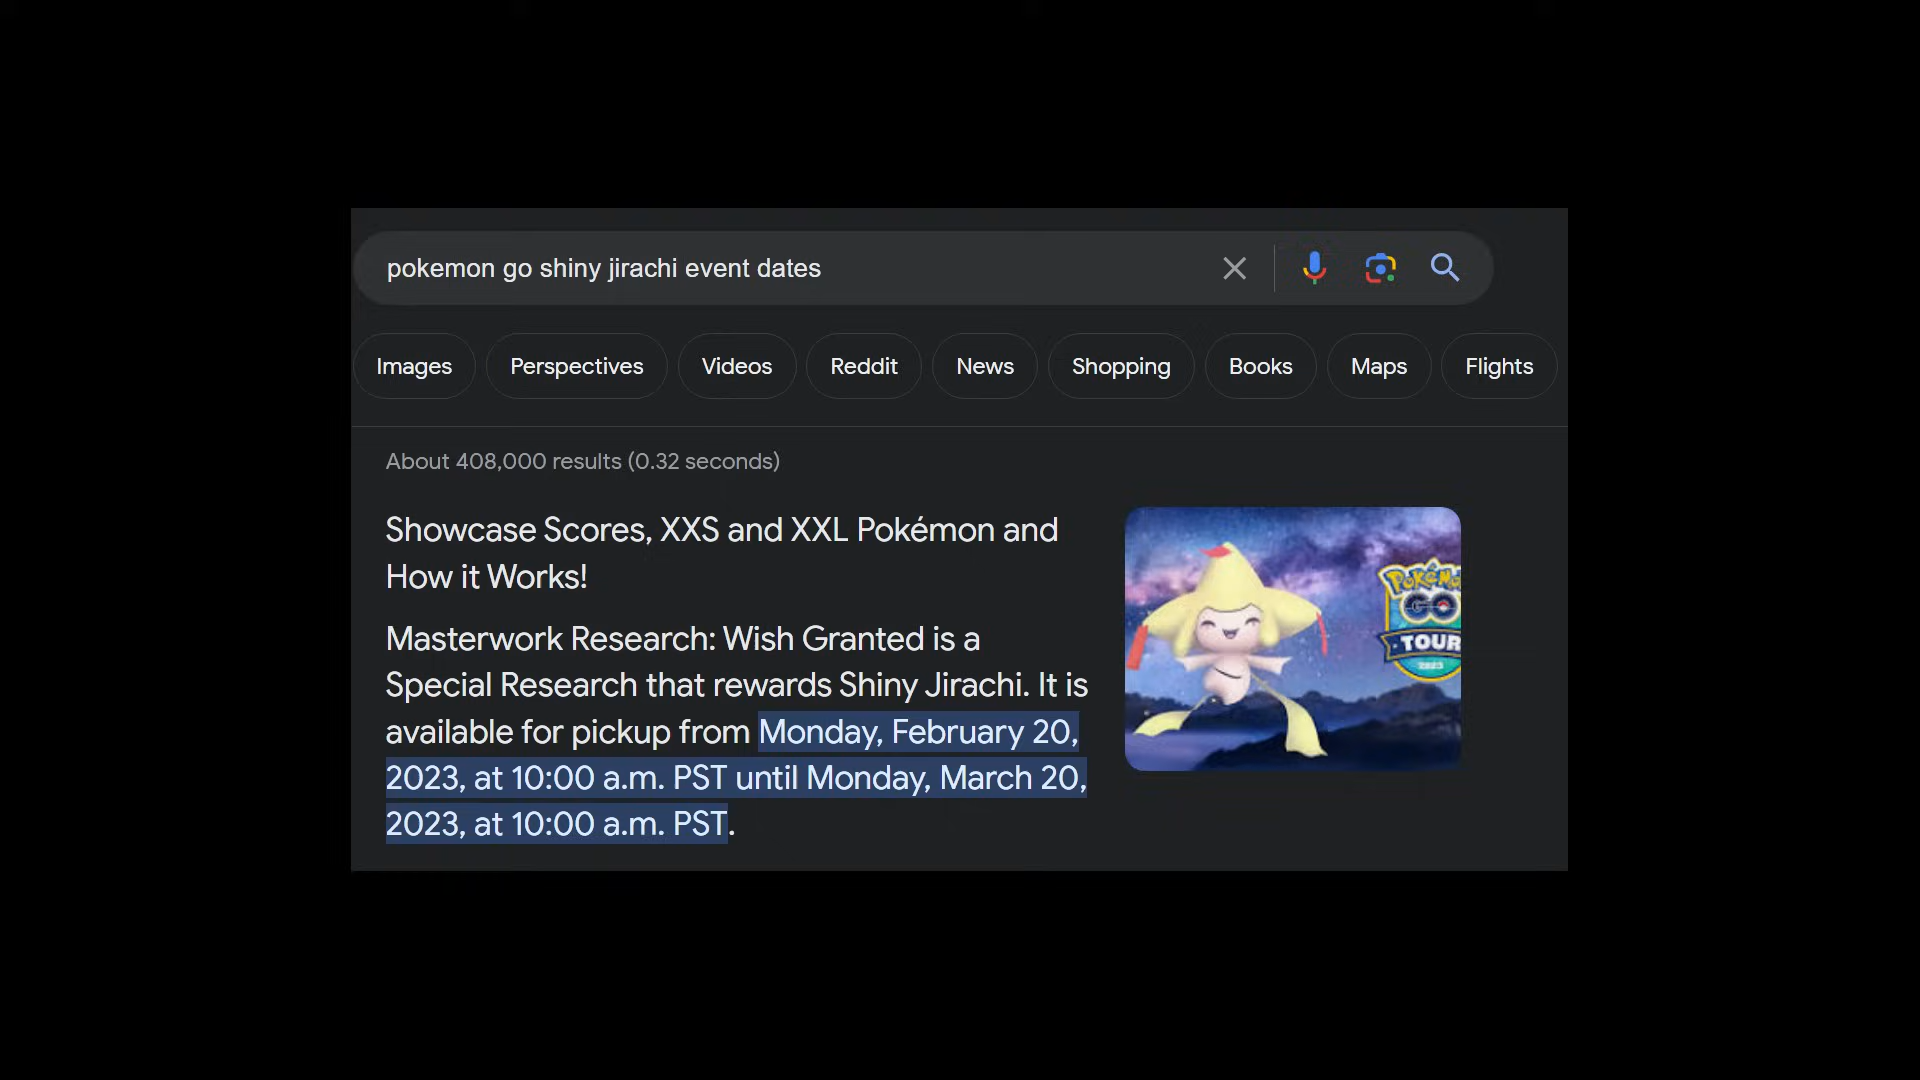 pokemon go shiny jirachi event dates
Images Perspectives Videos Reddit News Shopping Books Maps Flights
About 408,000 results (0.32 seconds)
Showcase Scores, XXS and XXL Pokémon and
How it Works!
Masterwork Research: Wish Granted is a
Special Research that rewards Shiny Jirachi. It is
available for pickup from Monday, February 20,
2023, at 10:00 a.m. PST until Monday, March 20,
2023, at 10:00 a.m. PST.
POKÉMO
GO
TOUR
2023